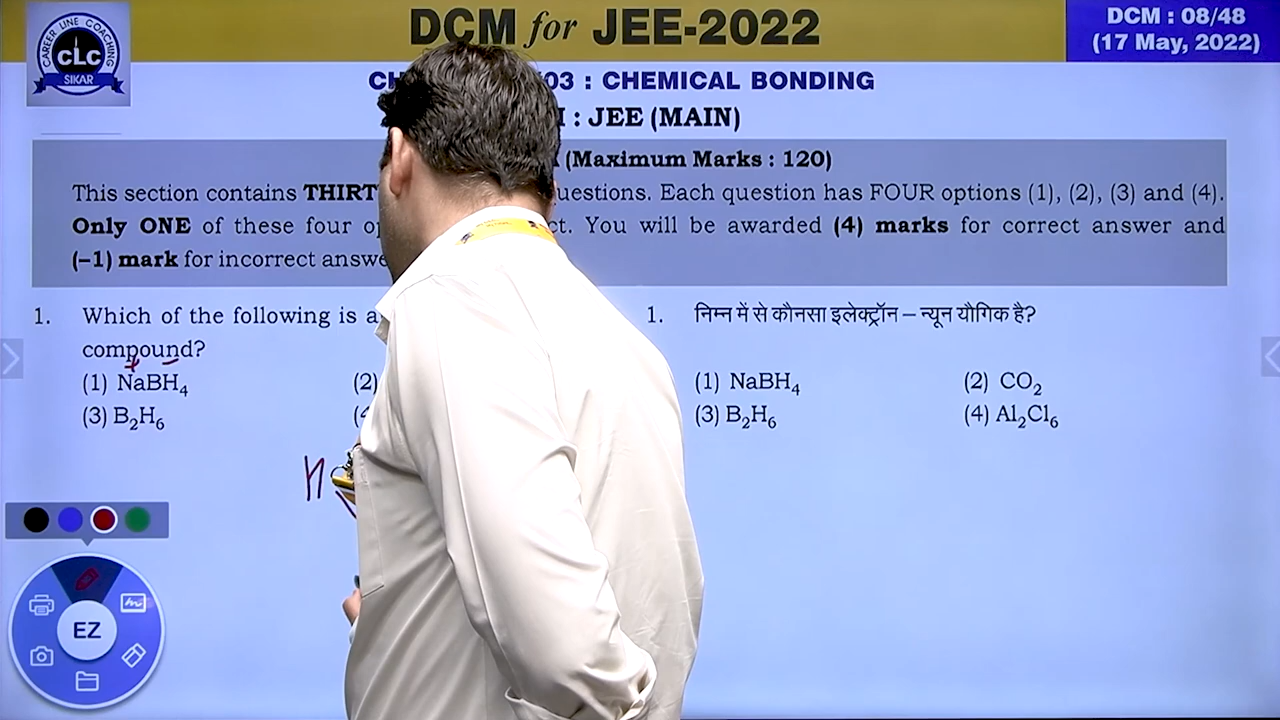 DCM for JEE-2022
DCM : 08/48
(17 May, 2022)
CAREER LINE COACHING
CLC
SIKAR
03 : CHEMICAL BONDING
: JEE (MAIN)
(Maximum Marks : 120)
This section contains Each question has FOUR options (1), (2), (3) and (4).
Only ONE of these four You will be awarded (4) marks for correct answer and
(–1) mark for incorrect
1. Which of the following is
compound?
(1) NaBH₄ (2)
(3) B₂H₆
1. निम्न में से कौनसा इलेक्ट्रॉन – न्यून यौगिक है?
(1) NaBH₄ (2) CO₂
(3) B₂H₆ (4) Al₂Cl₆
EZ